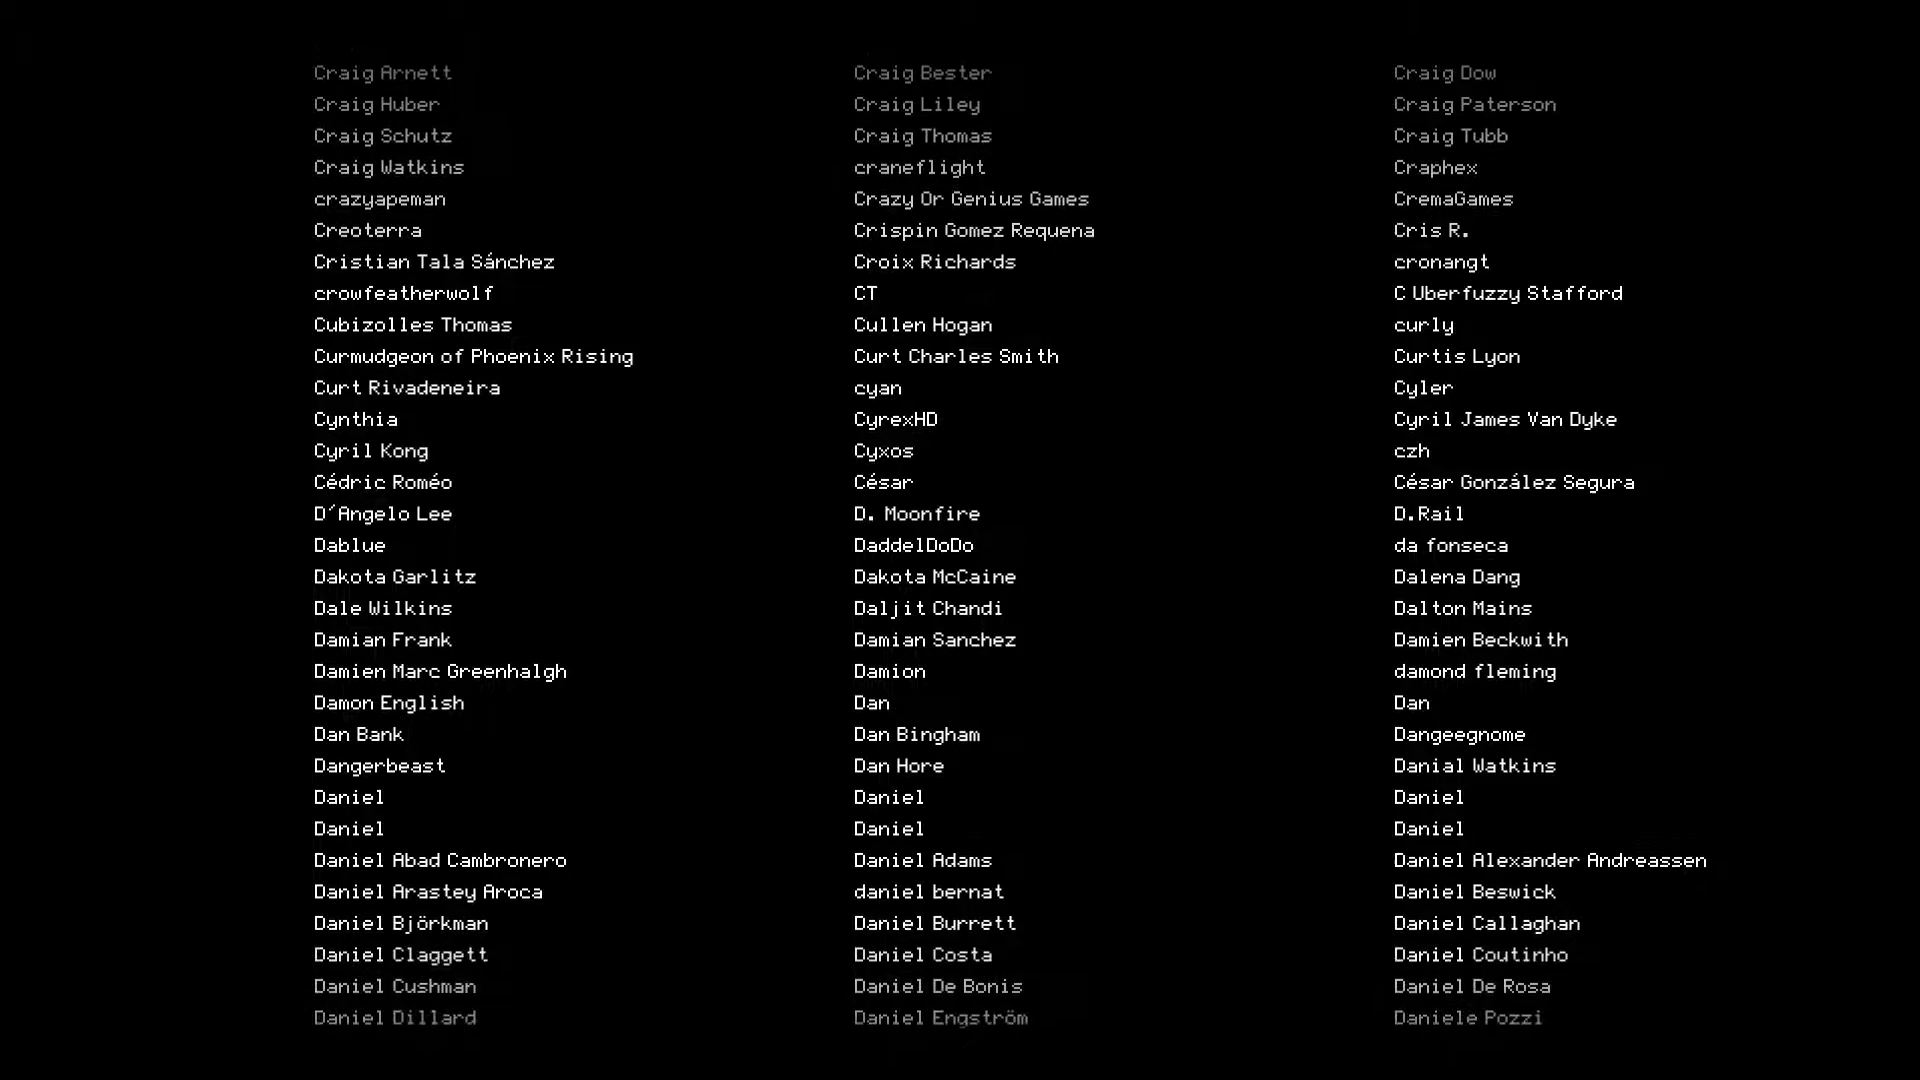 Craig Arnett Craig Bester Craig Dow
Craig Huber Craig Liley Craig Paterson
Craig Schutz Craig Thomas Craig Tubb
Craig Watkins craneflight Craphex
crazyapeman Crazy Or Genius Games CremaGames
Creoterra Crispin Gomez Requena Cris R.
Cristian Tala Sánchez Croix Richards cronangt
crowfeatherwolf CT C Uberfuzzy Stafford
Cubizolles Thomas Cullen Hogan curly
Curmudgeon of Phoenix Rising Curt Charles Smith Curtis Lyon
Curt Rivadeneira cyan Cyler
Cynthia CyrexHD Cyril James Van Dyke
Cyril Kong Cyxos czh
Cédric Roméo César César González Segura
D´Angelo Lee D. Moonfire D.Rail
Dablue DaddelDoDo da fonseca
Dakota Garlitz Dakota McCaine Dalena Dang
Dale Wilkins Daljit Chandi Dalton Mains
Damian Frank Damian Sanchez Damien Beckwith
Damien Marc Greenhalgh Damion damond fleming
Damon English Dan Dan
Dan Bank Dan Bingham Dangeegnome
Dangerbeast Dan Hore Danial Watkins
Daniel Daniel Daniel
Daniel Daniel Daniel
Daniel Abad Cambronero Daniel Adams Daniel Alexander Andreassen
Daniel Arastey Aroca daniel bernat Daniel Beswick
Daniel Björkman Daniel Burrett Daniel Callaghan
Daniel Claggett Daniel Costa Daniel Coutinho
Daniel Cushman Daniel De Bonis Daniel De Rosa
Daniel Dillard Daniel Engström Daniele Pozzi